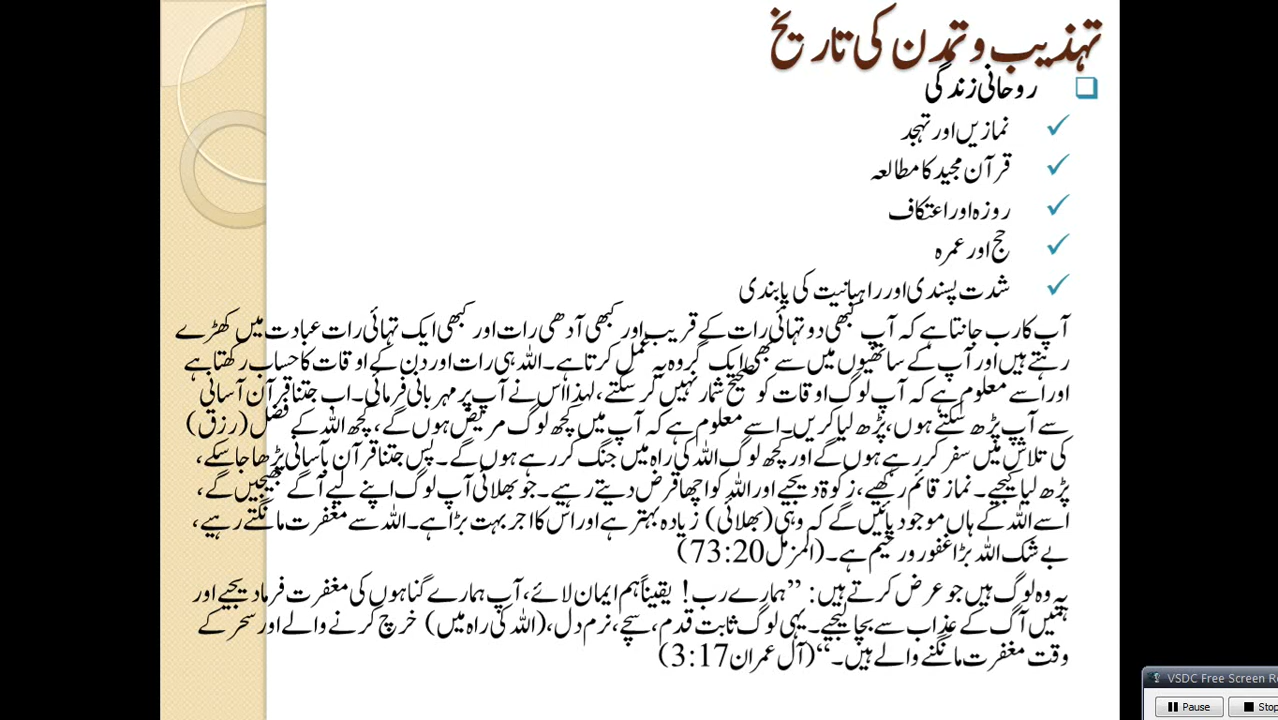 تہذیب و تمدن کی تاریخ
روحانی زندگی
نمازیں اور تہجد
قرآن مجید کا مطالعہ
روزہ اور اعتکاف
حج اور عمرہ
شدت پسندی اور راہبانیت کی پابندی
آپ کا رب جانتا ہے کہ آپ کبھی دو تہائی رات کے قریب اور کبھی آدھی رات اور کبھی ایک تہائی رات عبادت میں کھڑے
رہتے ہیں اور آپ کے ساتھیوں میں سے بھی ایک گروہ یہ عمل کرتا ہے۔ اللہ ہی رات اور دن کے اوقات کا حساب رکھتا ہے
اور اسے معلوم ہے کہ آپ لوگ اوقات کو صحیح شمار نہیں کر سکتے، لہذا اس نے آپ پر مہربانی فرمائی۔ اب جتنا قرآن آسانی
سے آپ پڑھ سکتے ہوں، پڑھ لیا کریں۔ اسے معلوم ہے کہ آپ میں کچھ لوگ مریض ہوں گے، کچھ اللہ کے فضل (رزق)
کی تلاش میں سفر کر رہے ہوں گے اور کچھ لوگ اللہ کی راہ میں جنگ کر رہے ہوں گے۔ پس جتنا قرآن بآسانی پڑھا جا سکے،
پڑھ لیا کیجیے۔ نماز قائم رکھیے، زکوۃ دیجیے اور اللہ کو اچھا قرض دیتے رہیے۔ جو بھلائی آپ لوگ اپنے لیے آگے بھیجیں گے،
اسے اللہ کے ہاں موجود پائیں گے کہ وہی (بھلائی) زیادہ بہتر ہے اور اس کا اجر بہت بڑا ہے۔ اللہ سے مغفرت مانگتے رہیے،
بے شک اللہ بڑا غفور و رحیم ہے۔ (المزمل 73:20)
یہ وہ لوگ ہیں جو عرض کرتے ہیں: ”ہمارے رب! یقیناً ہم ایمان لائے، آپ ہمارے گناہوں کی مغفرت فرما دیجیے اور
ہمیں آگ کے عذاب سے بچا لیجیے۔ یہی لوگ ثابت قدم، سچے، نرم دل، (اللہ کی راہ میں) خرچ کرنے والے اور سحر کے
وقت مغفرت مانگنے والے ہیں۔“ (آل عمران 3:17)
VSDC Free Screen Re
Pause Stop